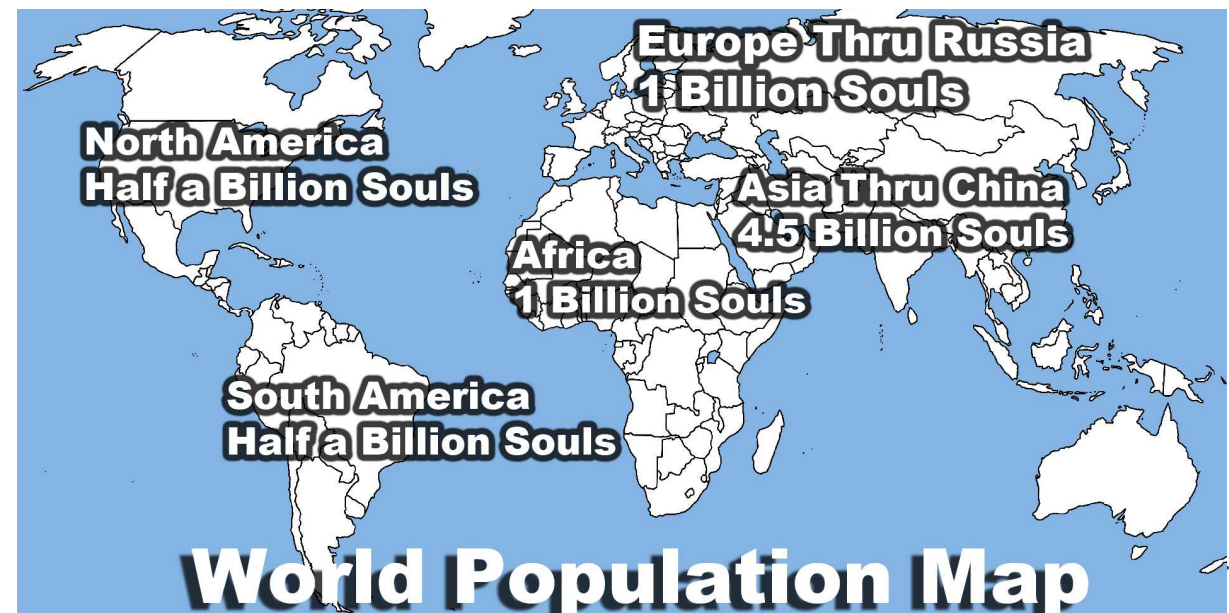 Europe Thru Russia
1 Billion Souls
North America
Half a Billion Souls
Asia Thru China
4.5 Billion Souls
Africa
1 Billion Souls
South America
Half a Billion Souls
World Population Map